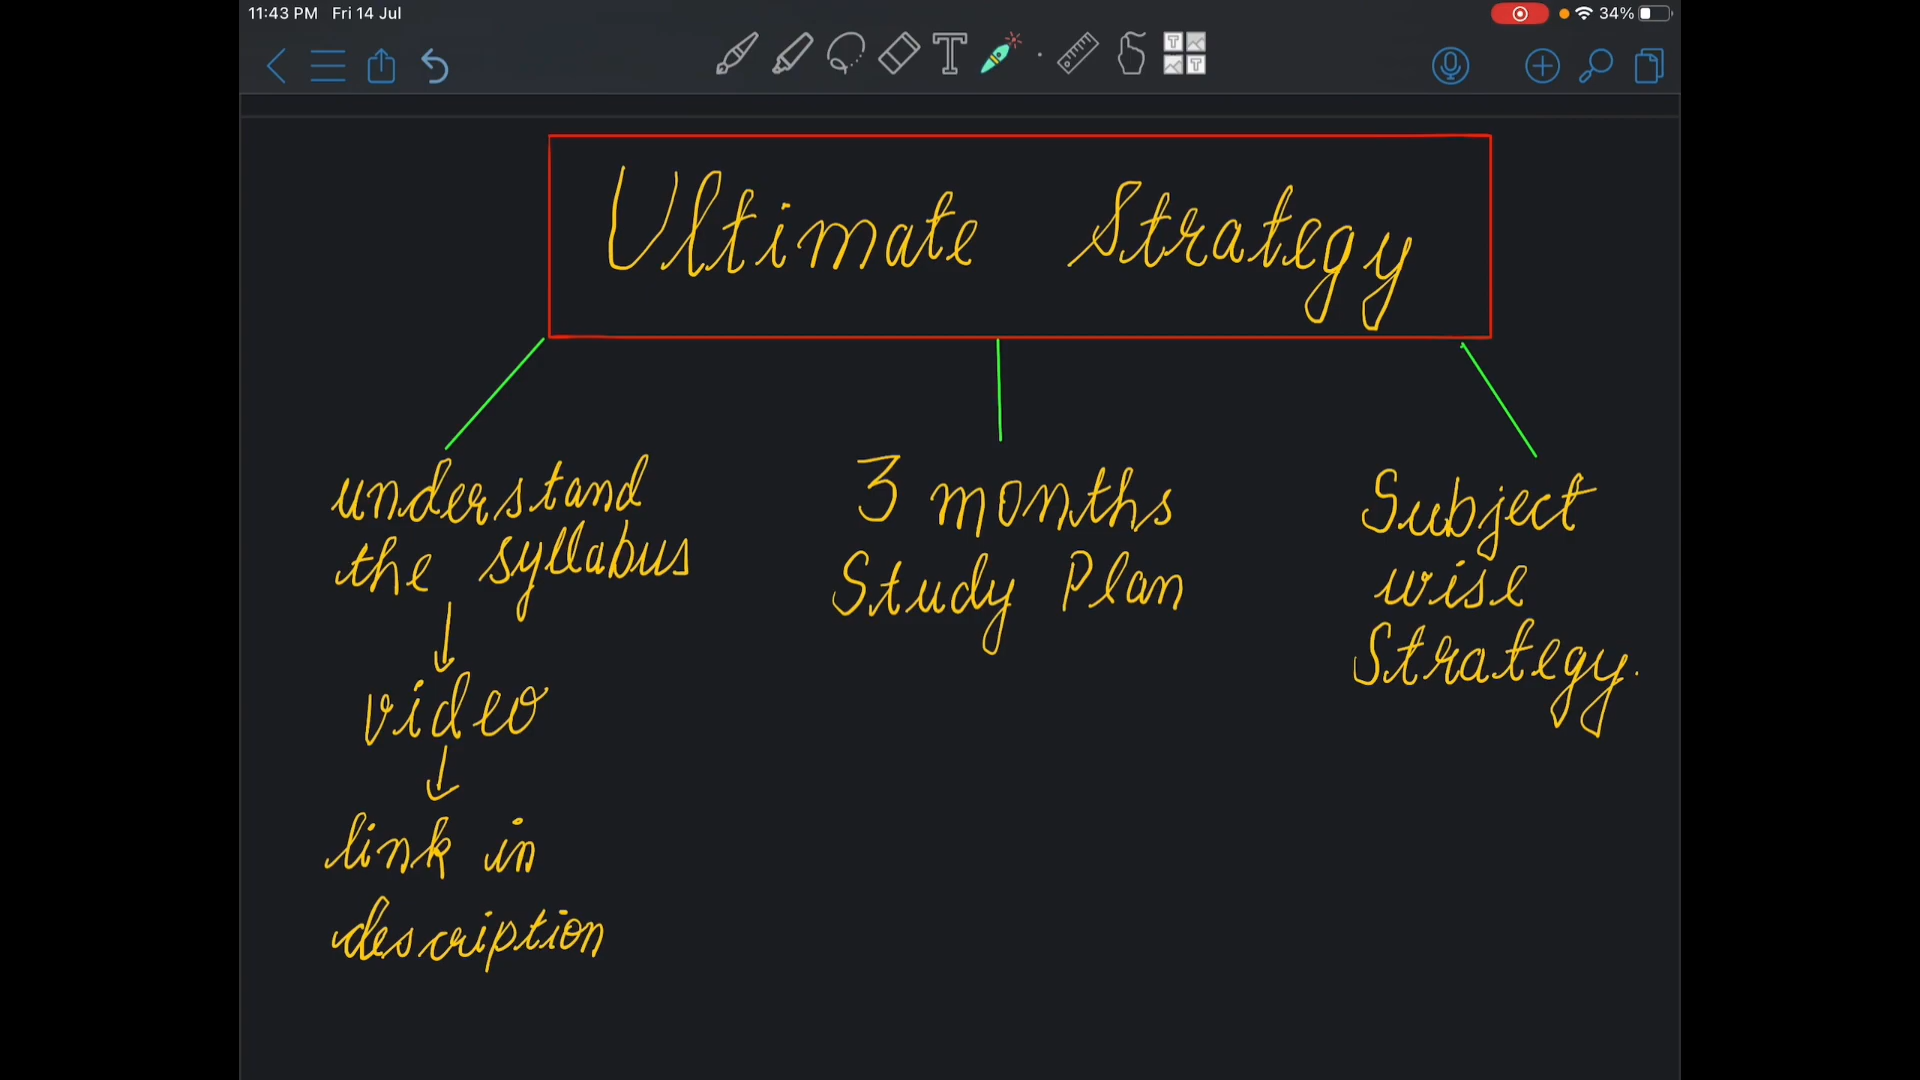 11:43 PM Fri 14 Jul
34%
Ultimate Strategy
understand
the syllabus
video
link in
description
3 months
Study Plan
Subject
wise
Strategy.